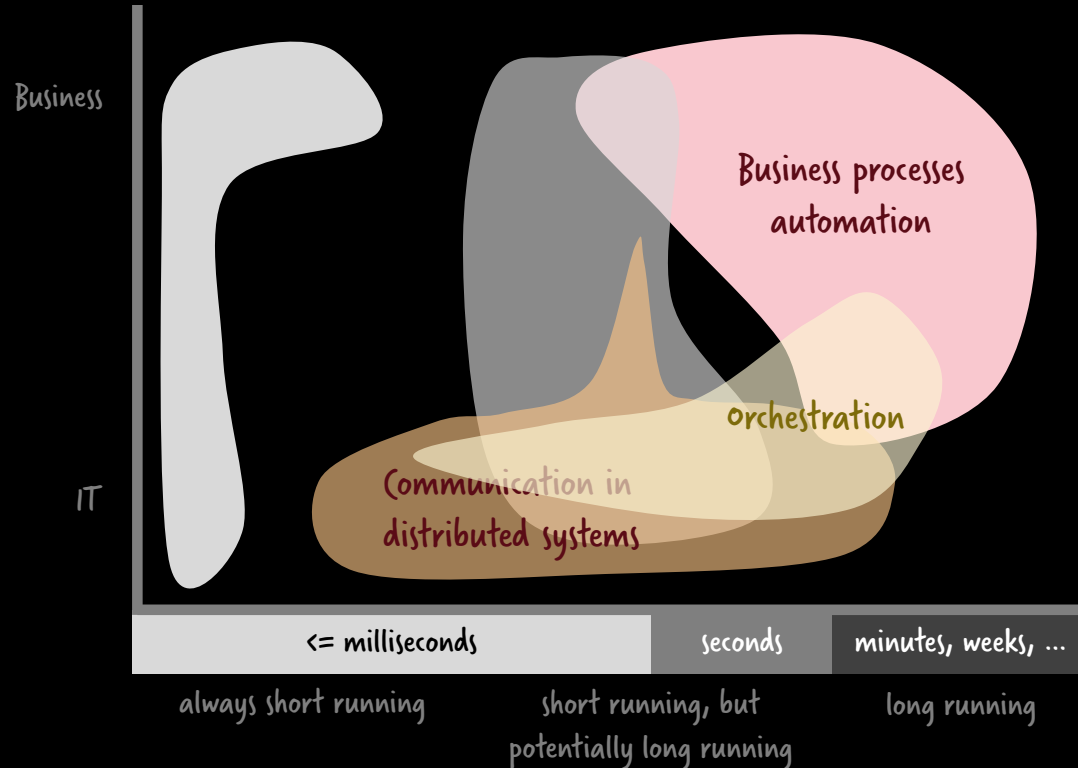 Business
Business processes
automation
Orchestration
Communication in
distributed systems
IT
<= milliseconds
seconds
minutes, weeks, ...
always short running
short running, but
potentially long running
long running